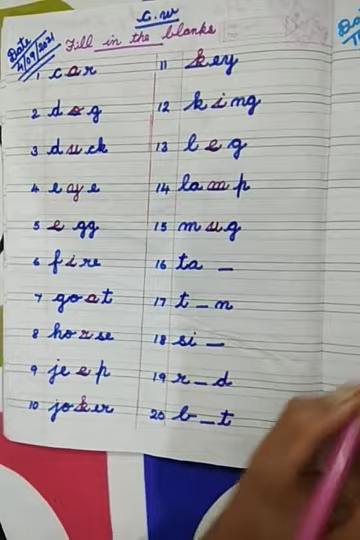 C.W
Date
4/09/2021
Fill in the blanks
1 car
2 dog
3 duck
4 eye
5 egg
6 fire
7 goat
8 horse
9 jeep
10 joker
11 key
12 king
13 leg
14 lamp
15 mug
16 ta _
17 t _ n
18 si _
19 r _ d
20 b _ t